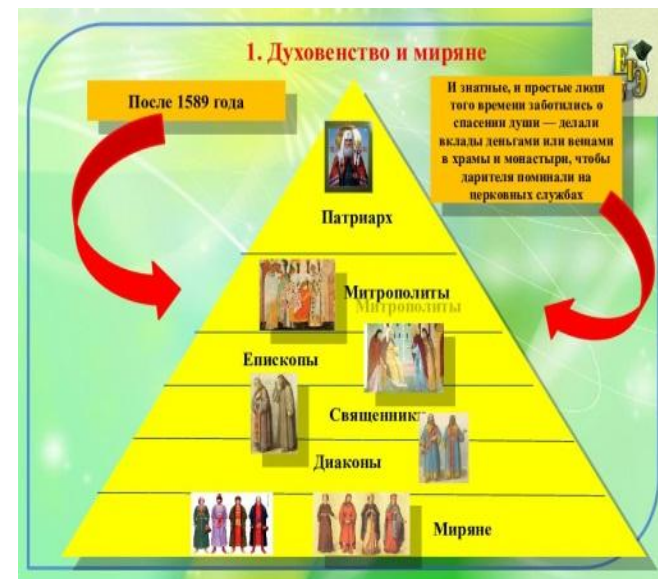 1. Духовенство и миряне
После 1589 года
И знатные, и простые люди
того времени заботились о
спасении души — делали
вклады деньгами или вещами
в храмы и монастыри, чтобы
дарителя поминали на
церковных службах
Патриарх
Митрополиты
Митрополиты
Епископы
Священники
Диаконы
Миряне